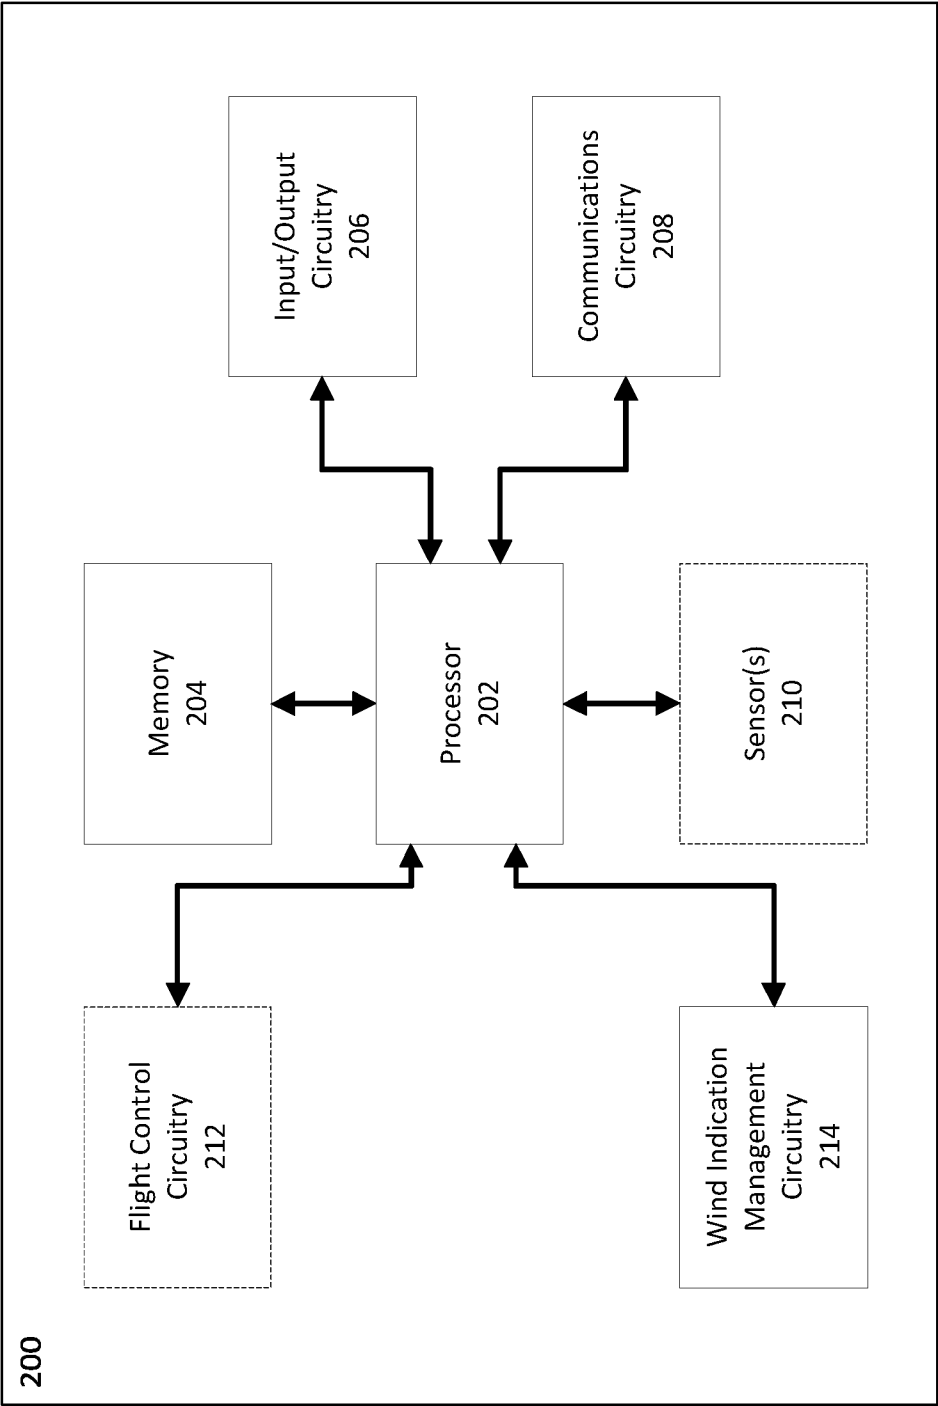 200
Flight Control
Circuitry
212
Memory
204
Input/Output
Circuitry
206
Processor
202
Communications
Circuitry
208
Wind Indication
Management
Circuitry
214
Sensor(s)
210